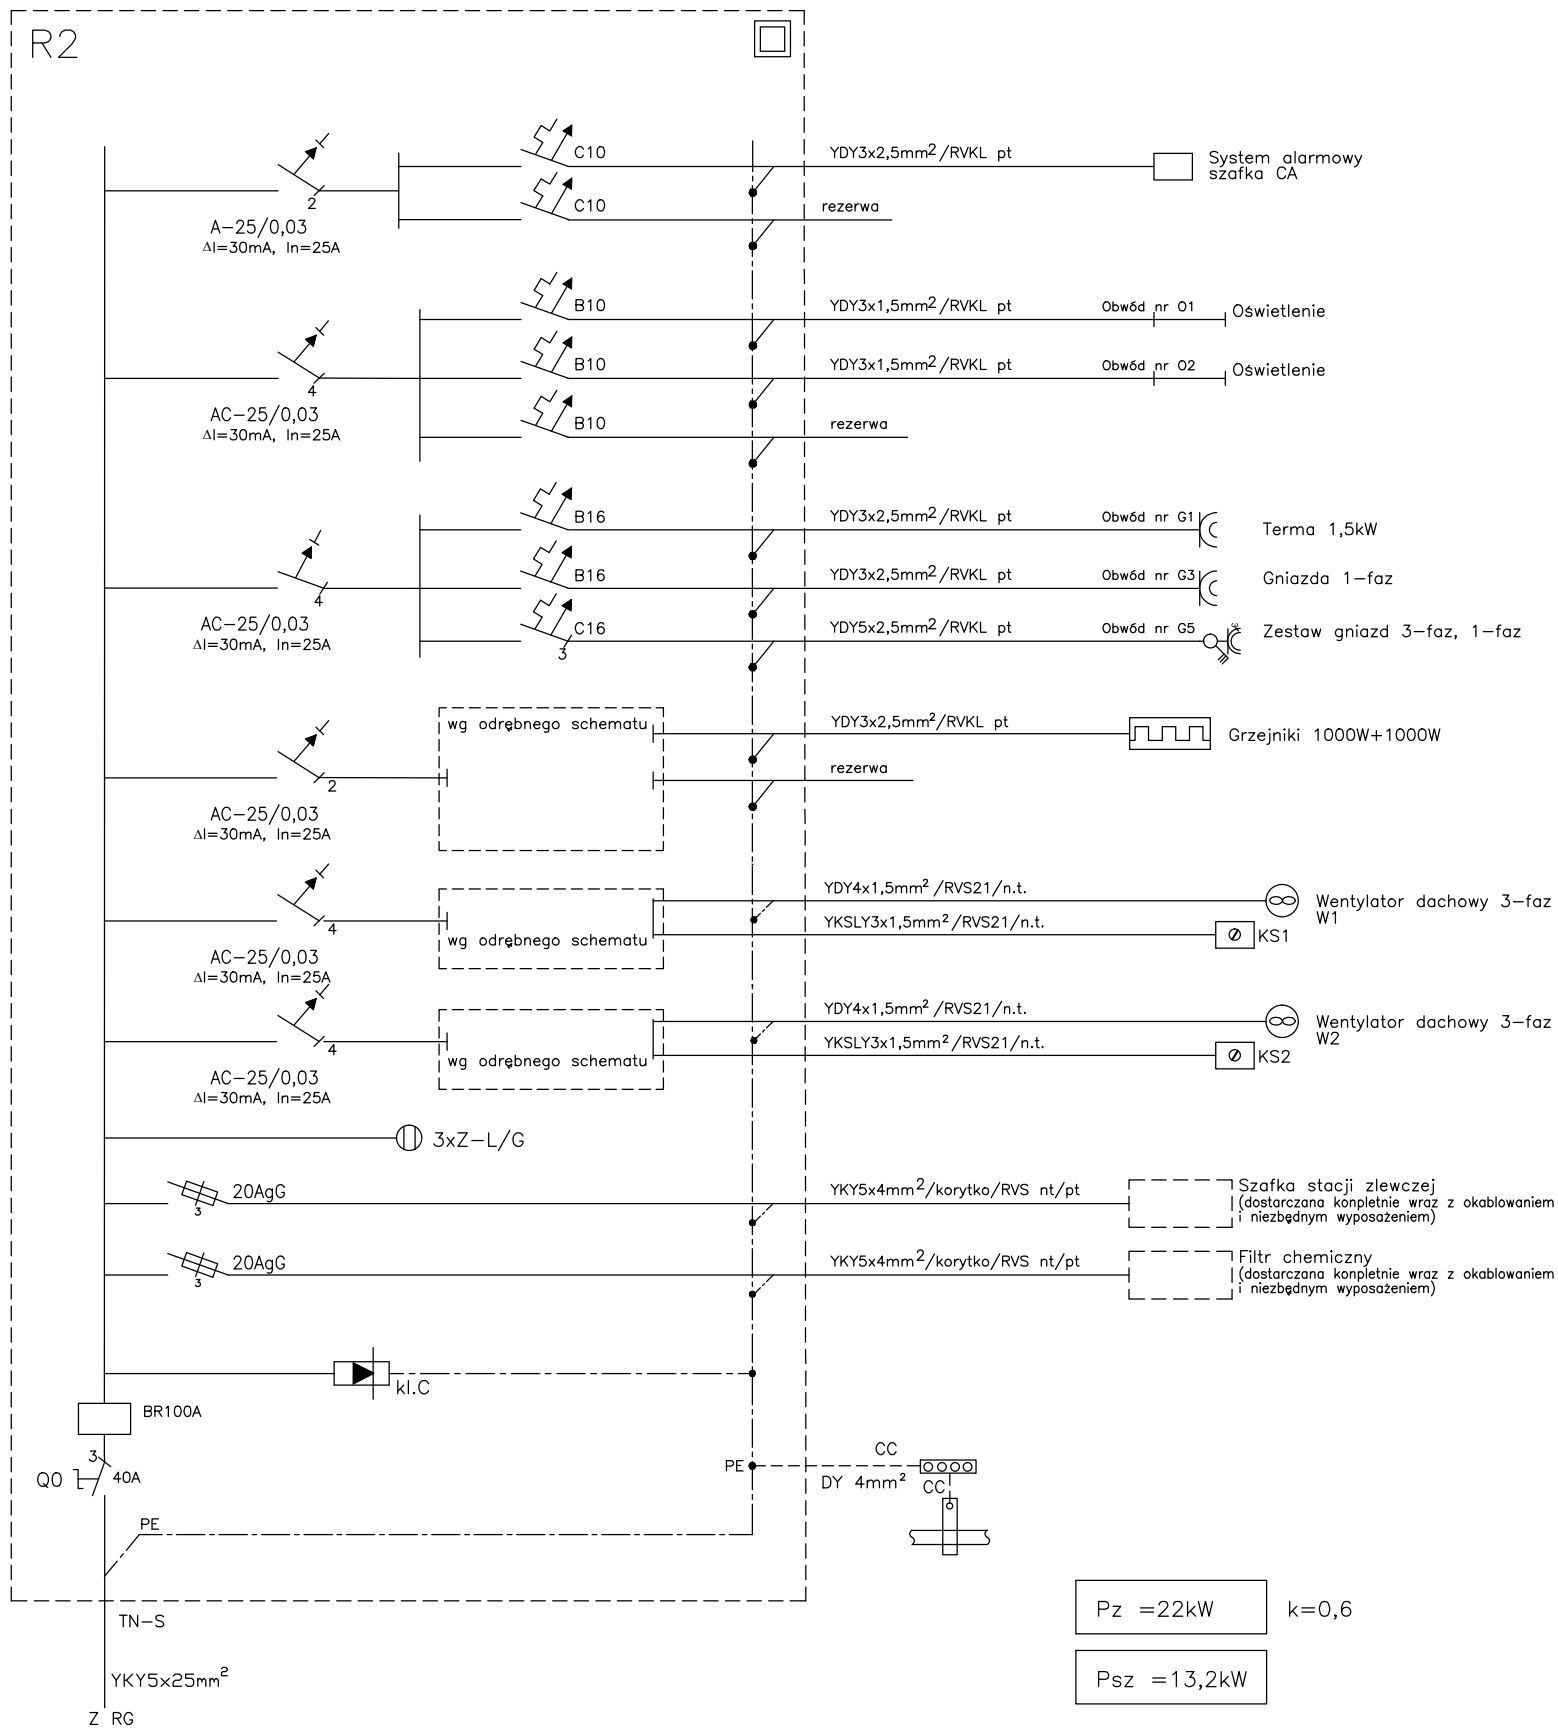 R2
C10
YDY3x2,5mm²/RVKL pt
System alarmowy
szafka CA
2
C10
rezerwa
A-25/0,03
ΔI=30mA, In=25A
B10
YDY3x1,5mm²/RVKL pt
Obwód nr O1
Oświetlenie
B10
YDY3x1,5mm²/RVKL pt
Obwód nr O2
Oświetlenie
4
AC-25/0,03
ΔI=30mA, In=25A
B10
rezerwa
B16
YDY3x2,5mm²/RVKL pt
Obwód nr G1
Terma 1,5kW
B16
YDY3x2,5mm²/RVKL pt
Obwód nr G3
Gniazda 1-faz
4
AC-25/0,03
ΔI=30mA, In=25A
C16
3
YDY5x2,5mm²/RVKL pt
Obwód nr G5
3
Zestaw gniazd 3-faz, 1-faz
wg odrębnego schematu
YDY3x2,5mm²/RVKL pt
Grzejniki 1000W+1000W
rezerwa
2
AC-25/0,03
ΔI=30mA, In=25A
YDY4x1,5mm²/RVS21/n.t.
Wentylator dachowy 3-faz
W1
4
wg odrębnego schematu
YKSLY3x1,5mm²/RVS21/n.t.
KS1
AC-25/0,03
ΔI=30mA, In=25A
YDY4x1,5mm²/RVS21/n.t.
Wentylator dachowy 3-faz
W2
4
wg odrębnego schematu
YKSLY3x1,5mm²/RVS21/n.t.
KS2
AC-25/0,03
ΔI=30mA, In=25A
3xZ-L/G
3
20AgG
YKY5x4mm²/korytko/RVS nt/pt
Szafka stacji zlewczej
(dostarczana konpletnie wraz z okablowaniem
i niezbędnym wyposażeniem)
3
20AgG
YKY5x4mm²/korytko/RVS nt/pt
Filtr chemiczny
(dostarczana konpletnie wraz z okablowaniem
i niezbędnym wyposażeniem)
kl.C
BR100A
3
Q0
40A
PE
CC
DY 4mm²
CC
PE
TN-S
Pz =22kW
k=0,6
YKY5x25mm²
Psz =13,2kW
Z RG